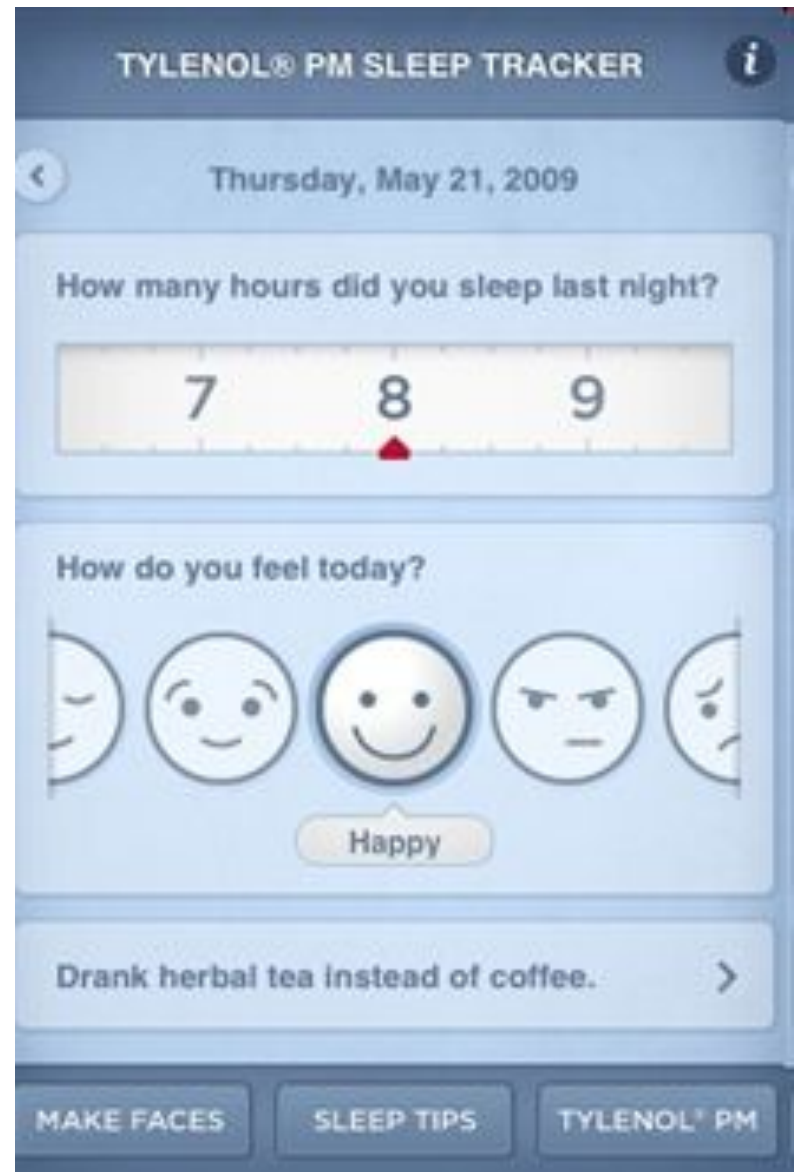 TYLENOL® PM SLEEP TRACKER i
Thursday, May 21, 2009
How many hours did you sleep last night?
7 8 9
How do you feel today?
Happy
Drank herbal tea instead of coffee.
MAKE FACES SLEEP TIPS TYLENOL® PM